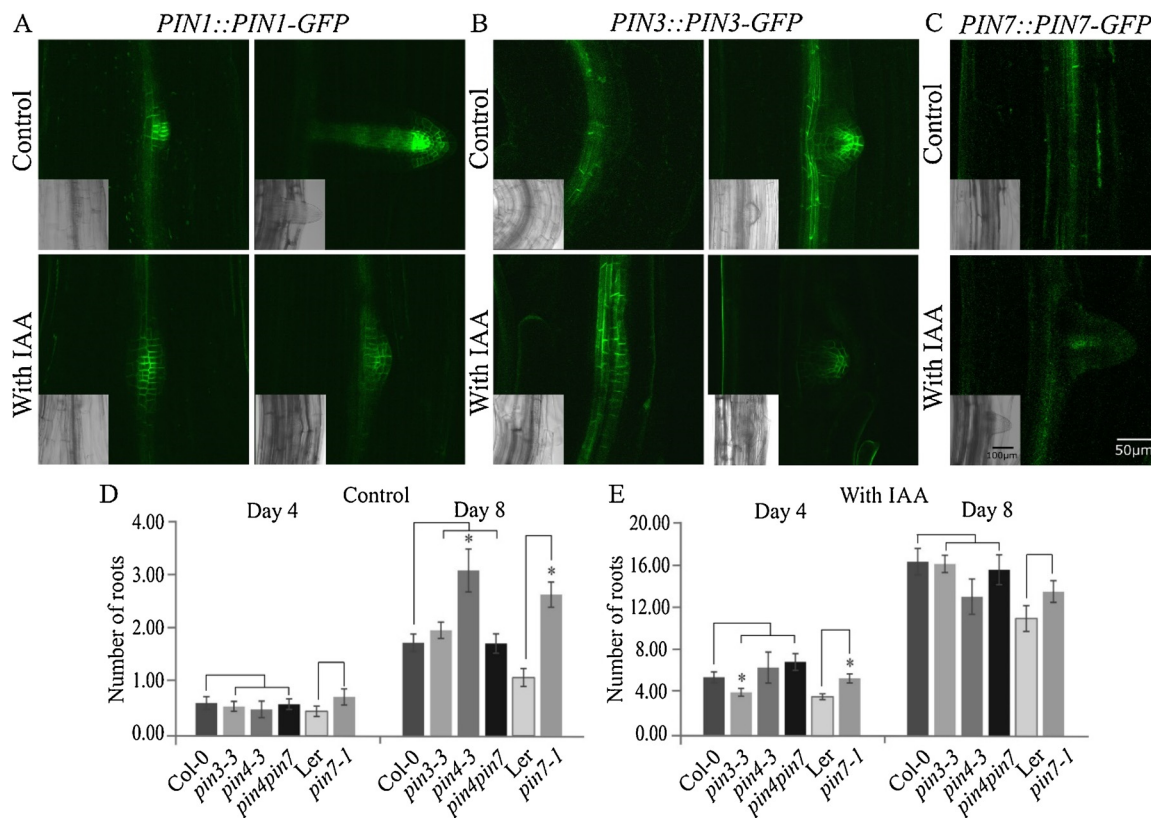 A PIN1::PIN1-GFP B PIN3::PIN3-GFP C PIN7::PIN7-GFP
Control Control Control
With IAA With IAA With IAA
100µm 50µm
D Control
Day 4 Day 8
Number of roots
4.00
3.00
2.00
1.00
0.00
* *
Col-0 pin3-3 pin4-3 pin4pin7 Ler pin7-1 Col-0 pin3-3 pin4-3 pin4pin7 Ler pin7-1
E With IAA
Day 4 Day 8
Number of roots
20.00
16.00
12.00
8.00
4.00
0.00
* *
Col-0 pin3-3 pin4-3 pin4pin7 Ler pin7-1 Col-0 pin3-3 pin4-3 pin4pin7 Ler pin7-1